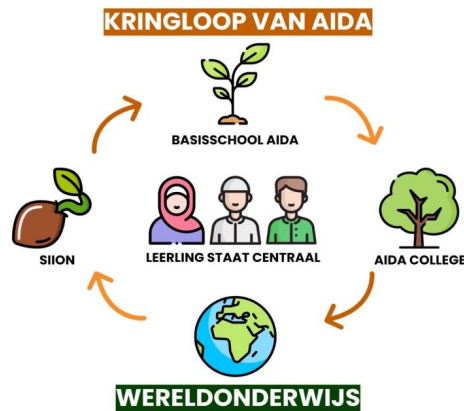 KRINGLOOP VAN AIDA
BASISSCHOOL AIDA
SIION
LEERLING STAAT CENTRAAL
AIDA COLLEGE
WERELDONDERWIJS